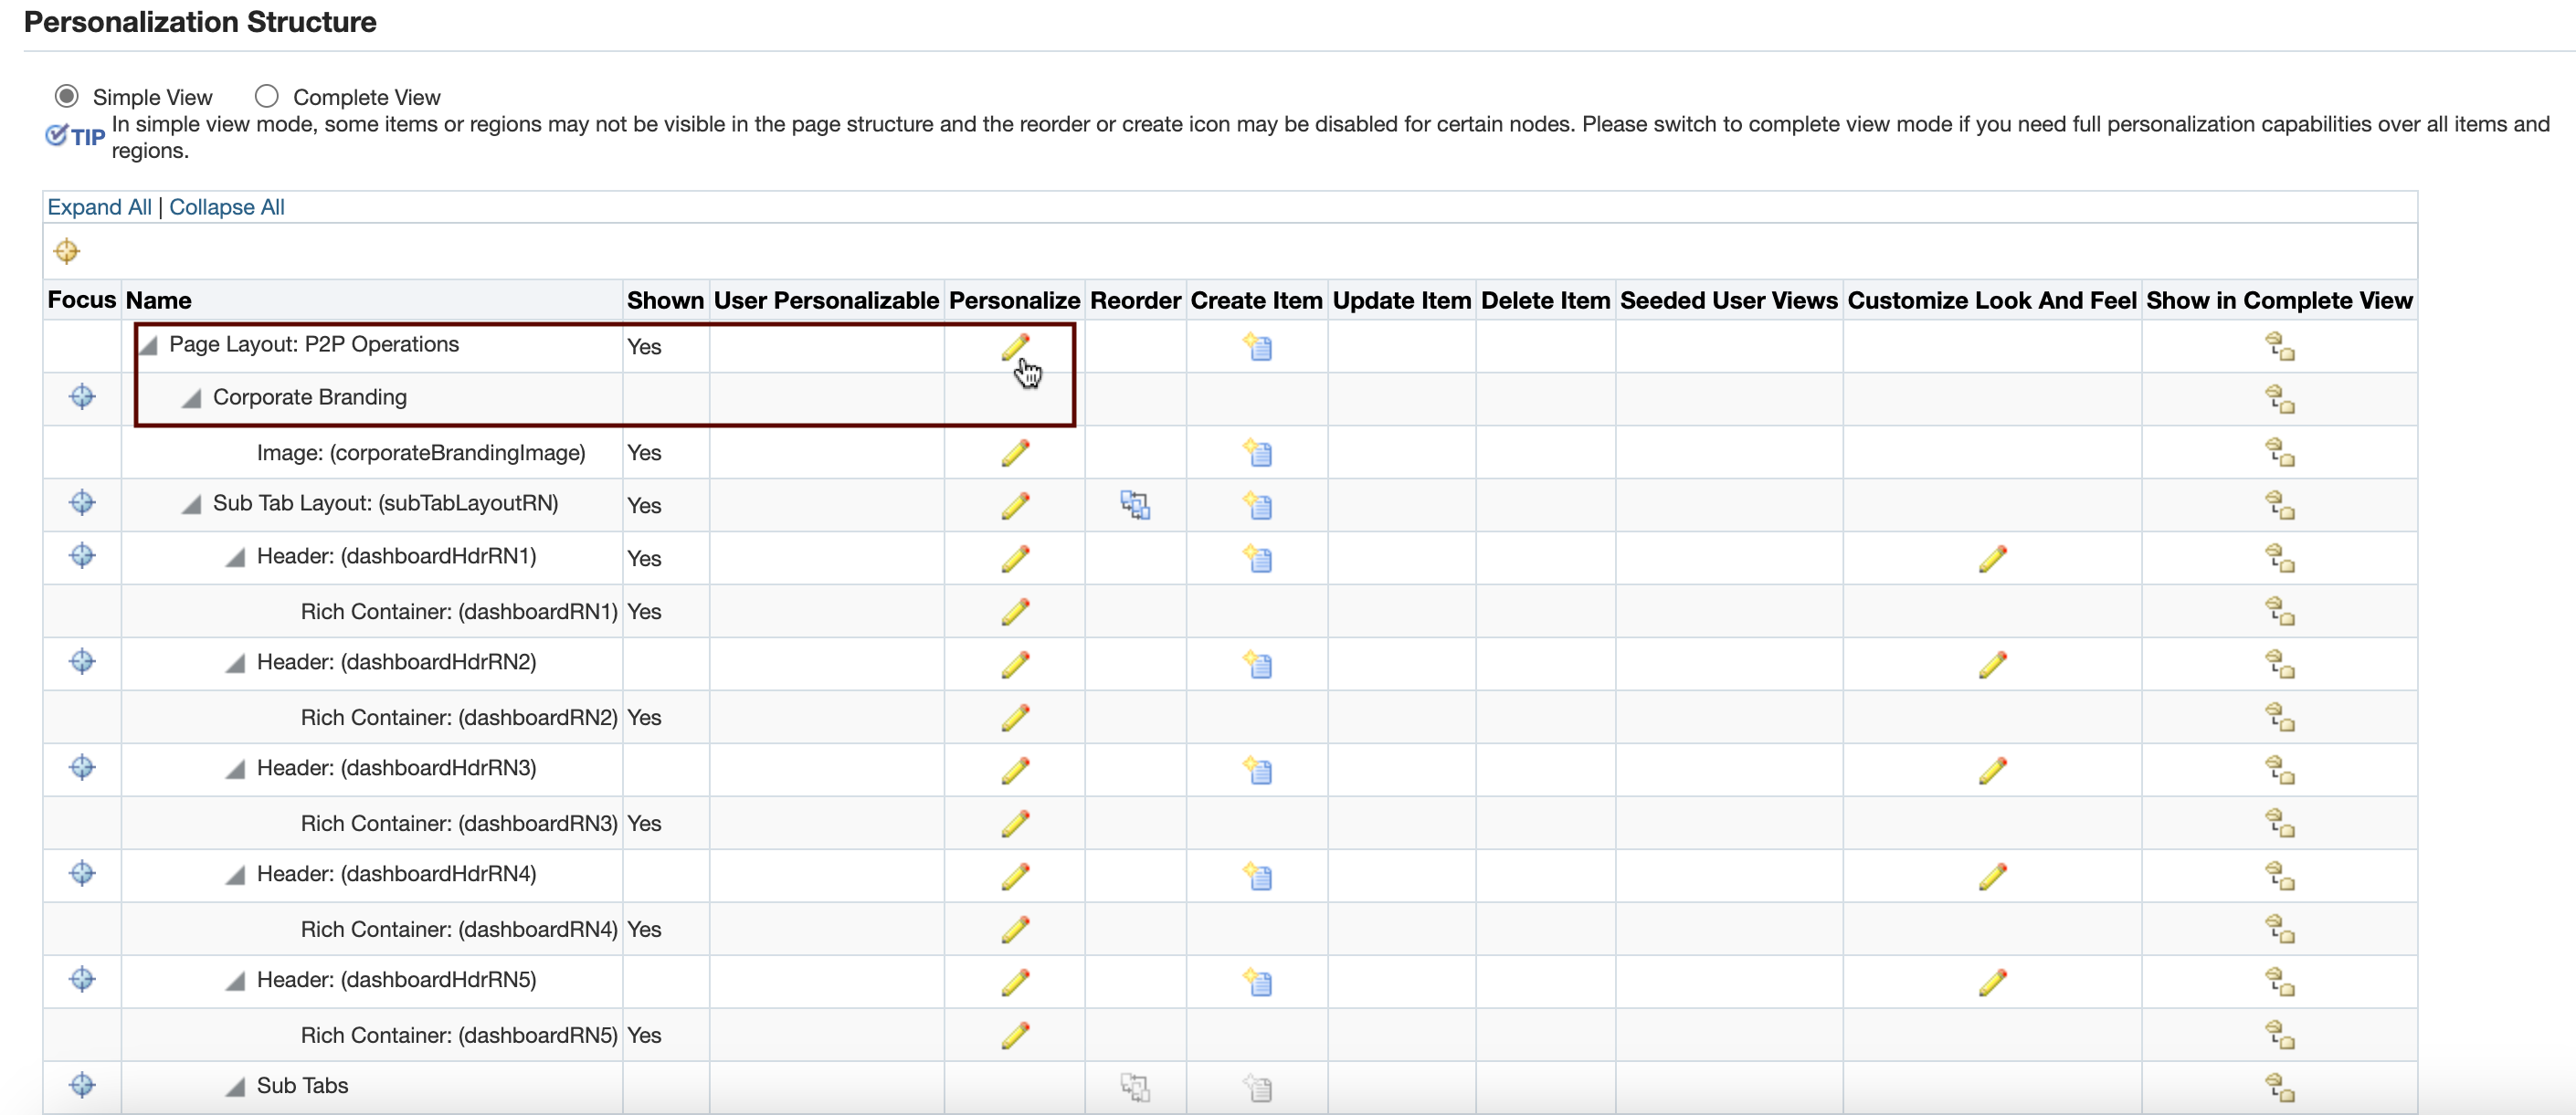 Personalization Structure
Simple View Complete View
TIP In simple view mode, some items or regions may not be visible in the page structure and the reorder or create icon may be disabled for certain nodes. Please switch to complete view mode if you need full personalization capabilities over all items and
regions.
Expand All | Collapse All
Focus Name Shown User Personalizable Personalize Reorder Create Item Update Item Delete Item Seeded User Views Customize Look And Feel Show in Complete View
Page Layout: P2P Operations Yes
Corporate Branding
Image: (corporateBrandingImage) Yes
Sub Tab Layout: (subTabLayoutRN) Yes
Header: (dashboardHdrRN1) Yes
Rich Container: (dashboardRN1) Yes
Header: (dashboardHdrRN2)
Rich Container: (dashboardRN2) Yes
Header: (dashboardHdrRN3)
Rich Container: (dashboardRN3) Yes
Header: (dashboardHdrRN4)
Rich Container: (dashboardRN4) Yes
Header: (dashboardHdrRN5)
Rich Container: (dashboardRN5) Yes
Sub Tabs